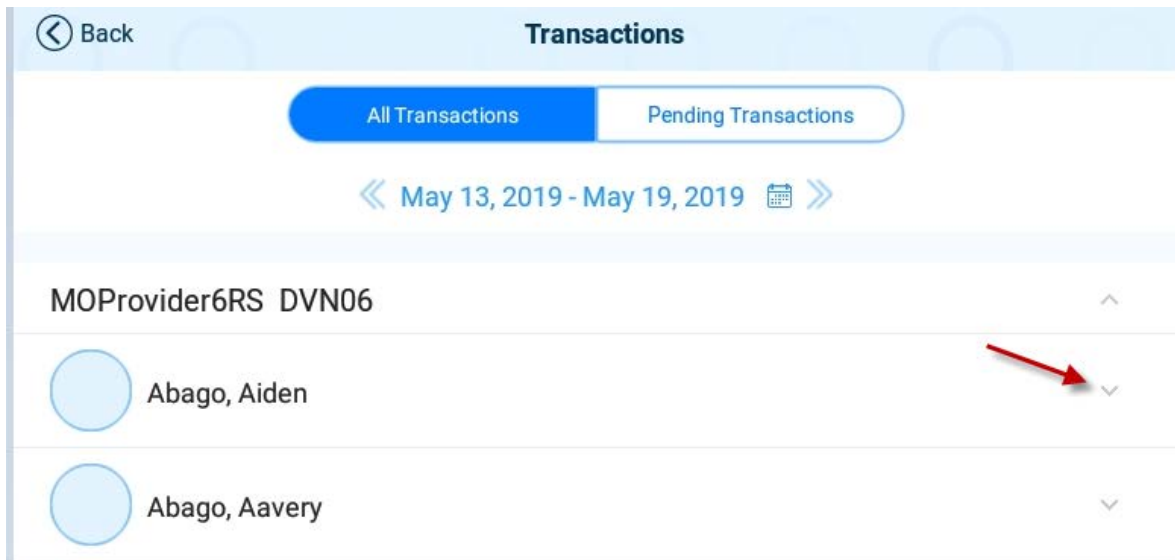 Back
Transactions
All Transactions
Pending Transactions
May 13, 2019 - May 19, 2019
MOProvider6RS DVN06
Abago, Aiden
Abago, Aavery